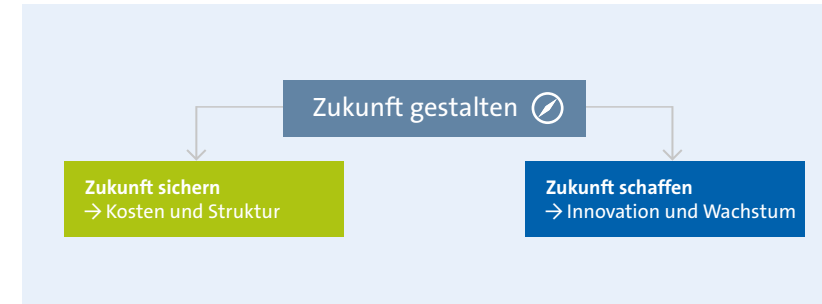 Zukunft gestalten
Zukunft sichern
→ Kosten und Struktur
Zukunft schaffen
→ Innovation und Wachstum